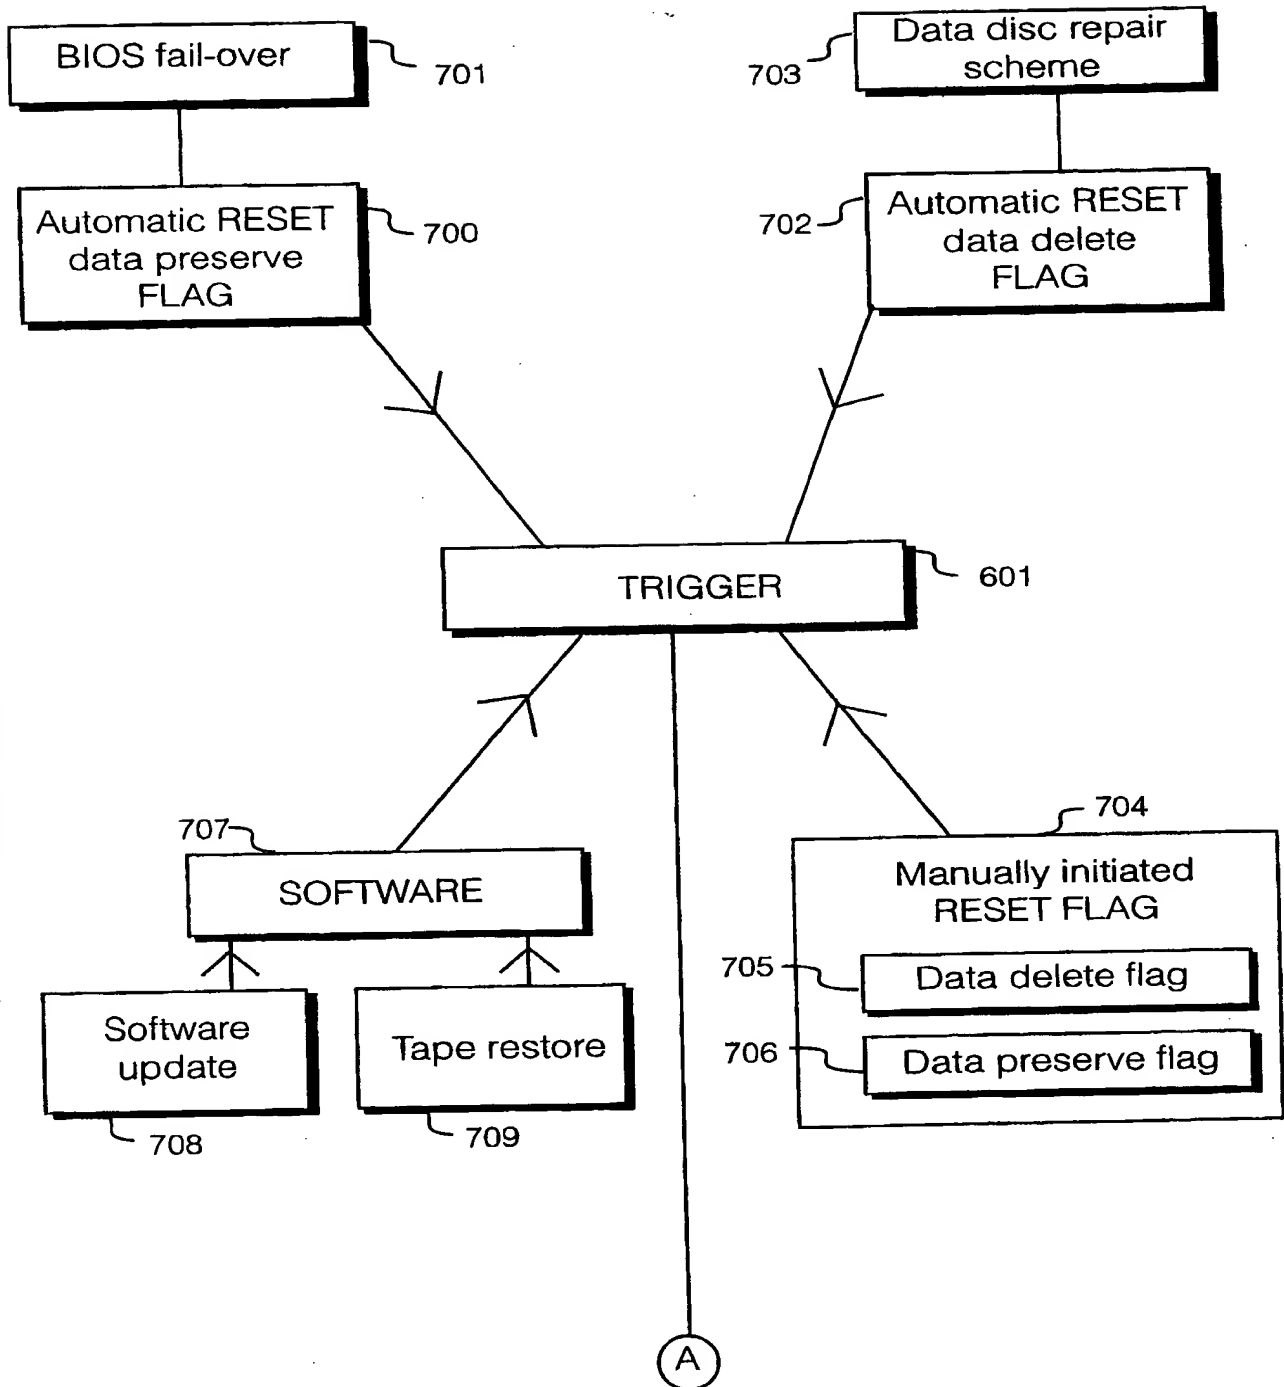 BIOS fail-over
701
703
Data disc repair
scheme
Automatic RESET
data preserve
FLAG
700
702
Automatic RESET
data delete
FLAG
TRIGGER
601
707
SOFTWARE
704
Manually initiated
RESET FLAG
705
Data delete flag
706
Data preserve flag
Software
update
708
Tape restore
709
A